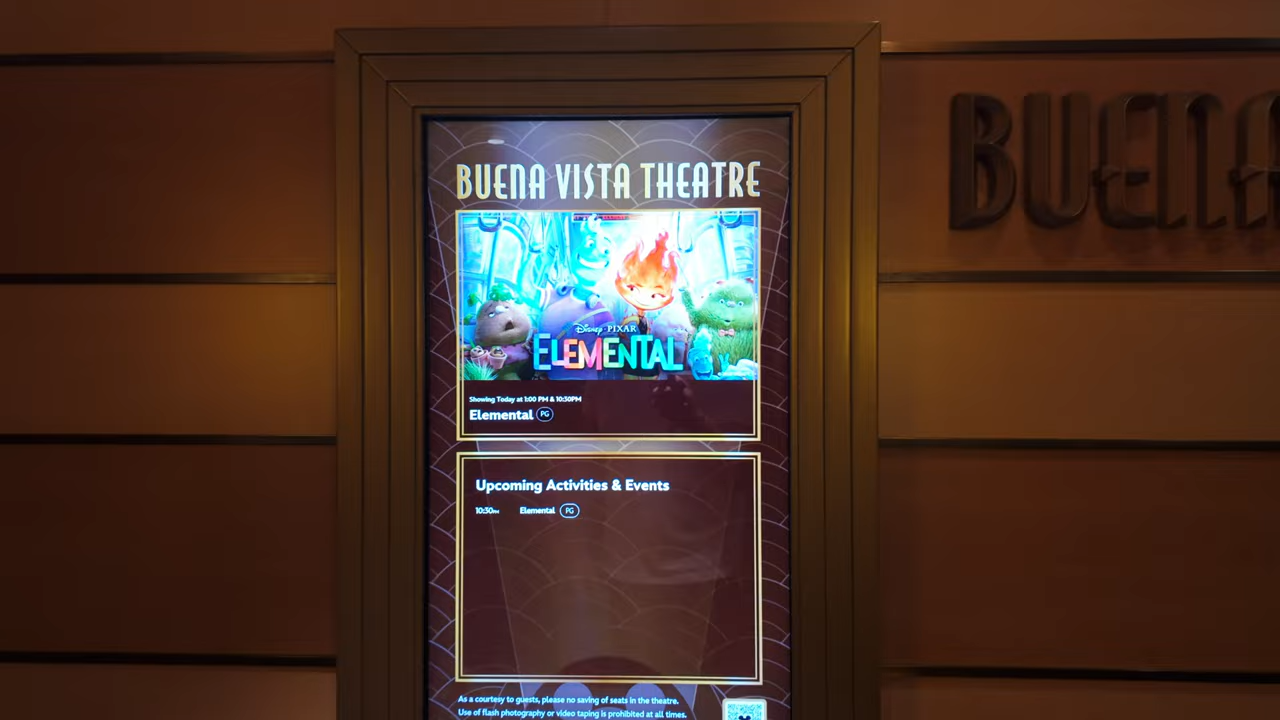 BUENA VISTA THEATRE
BUENA
Disney PIXAR
ELEMENTAL
Showing Today at 1:00 PM & 10:30PM
Elemental PG
Upcoming Activities & Events
10:30PM Elemental PG
As a courtesy to guests, please no saving of seats in the theatre.
Use of flash photography or video taping is prohibited at all times.